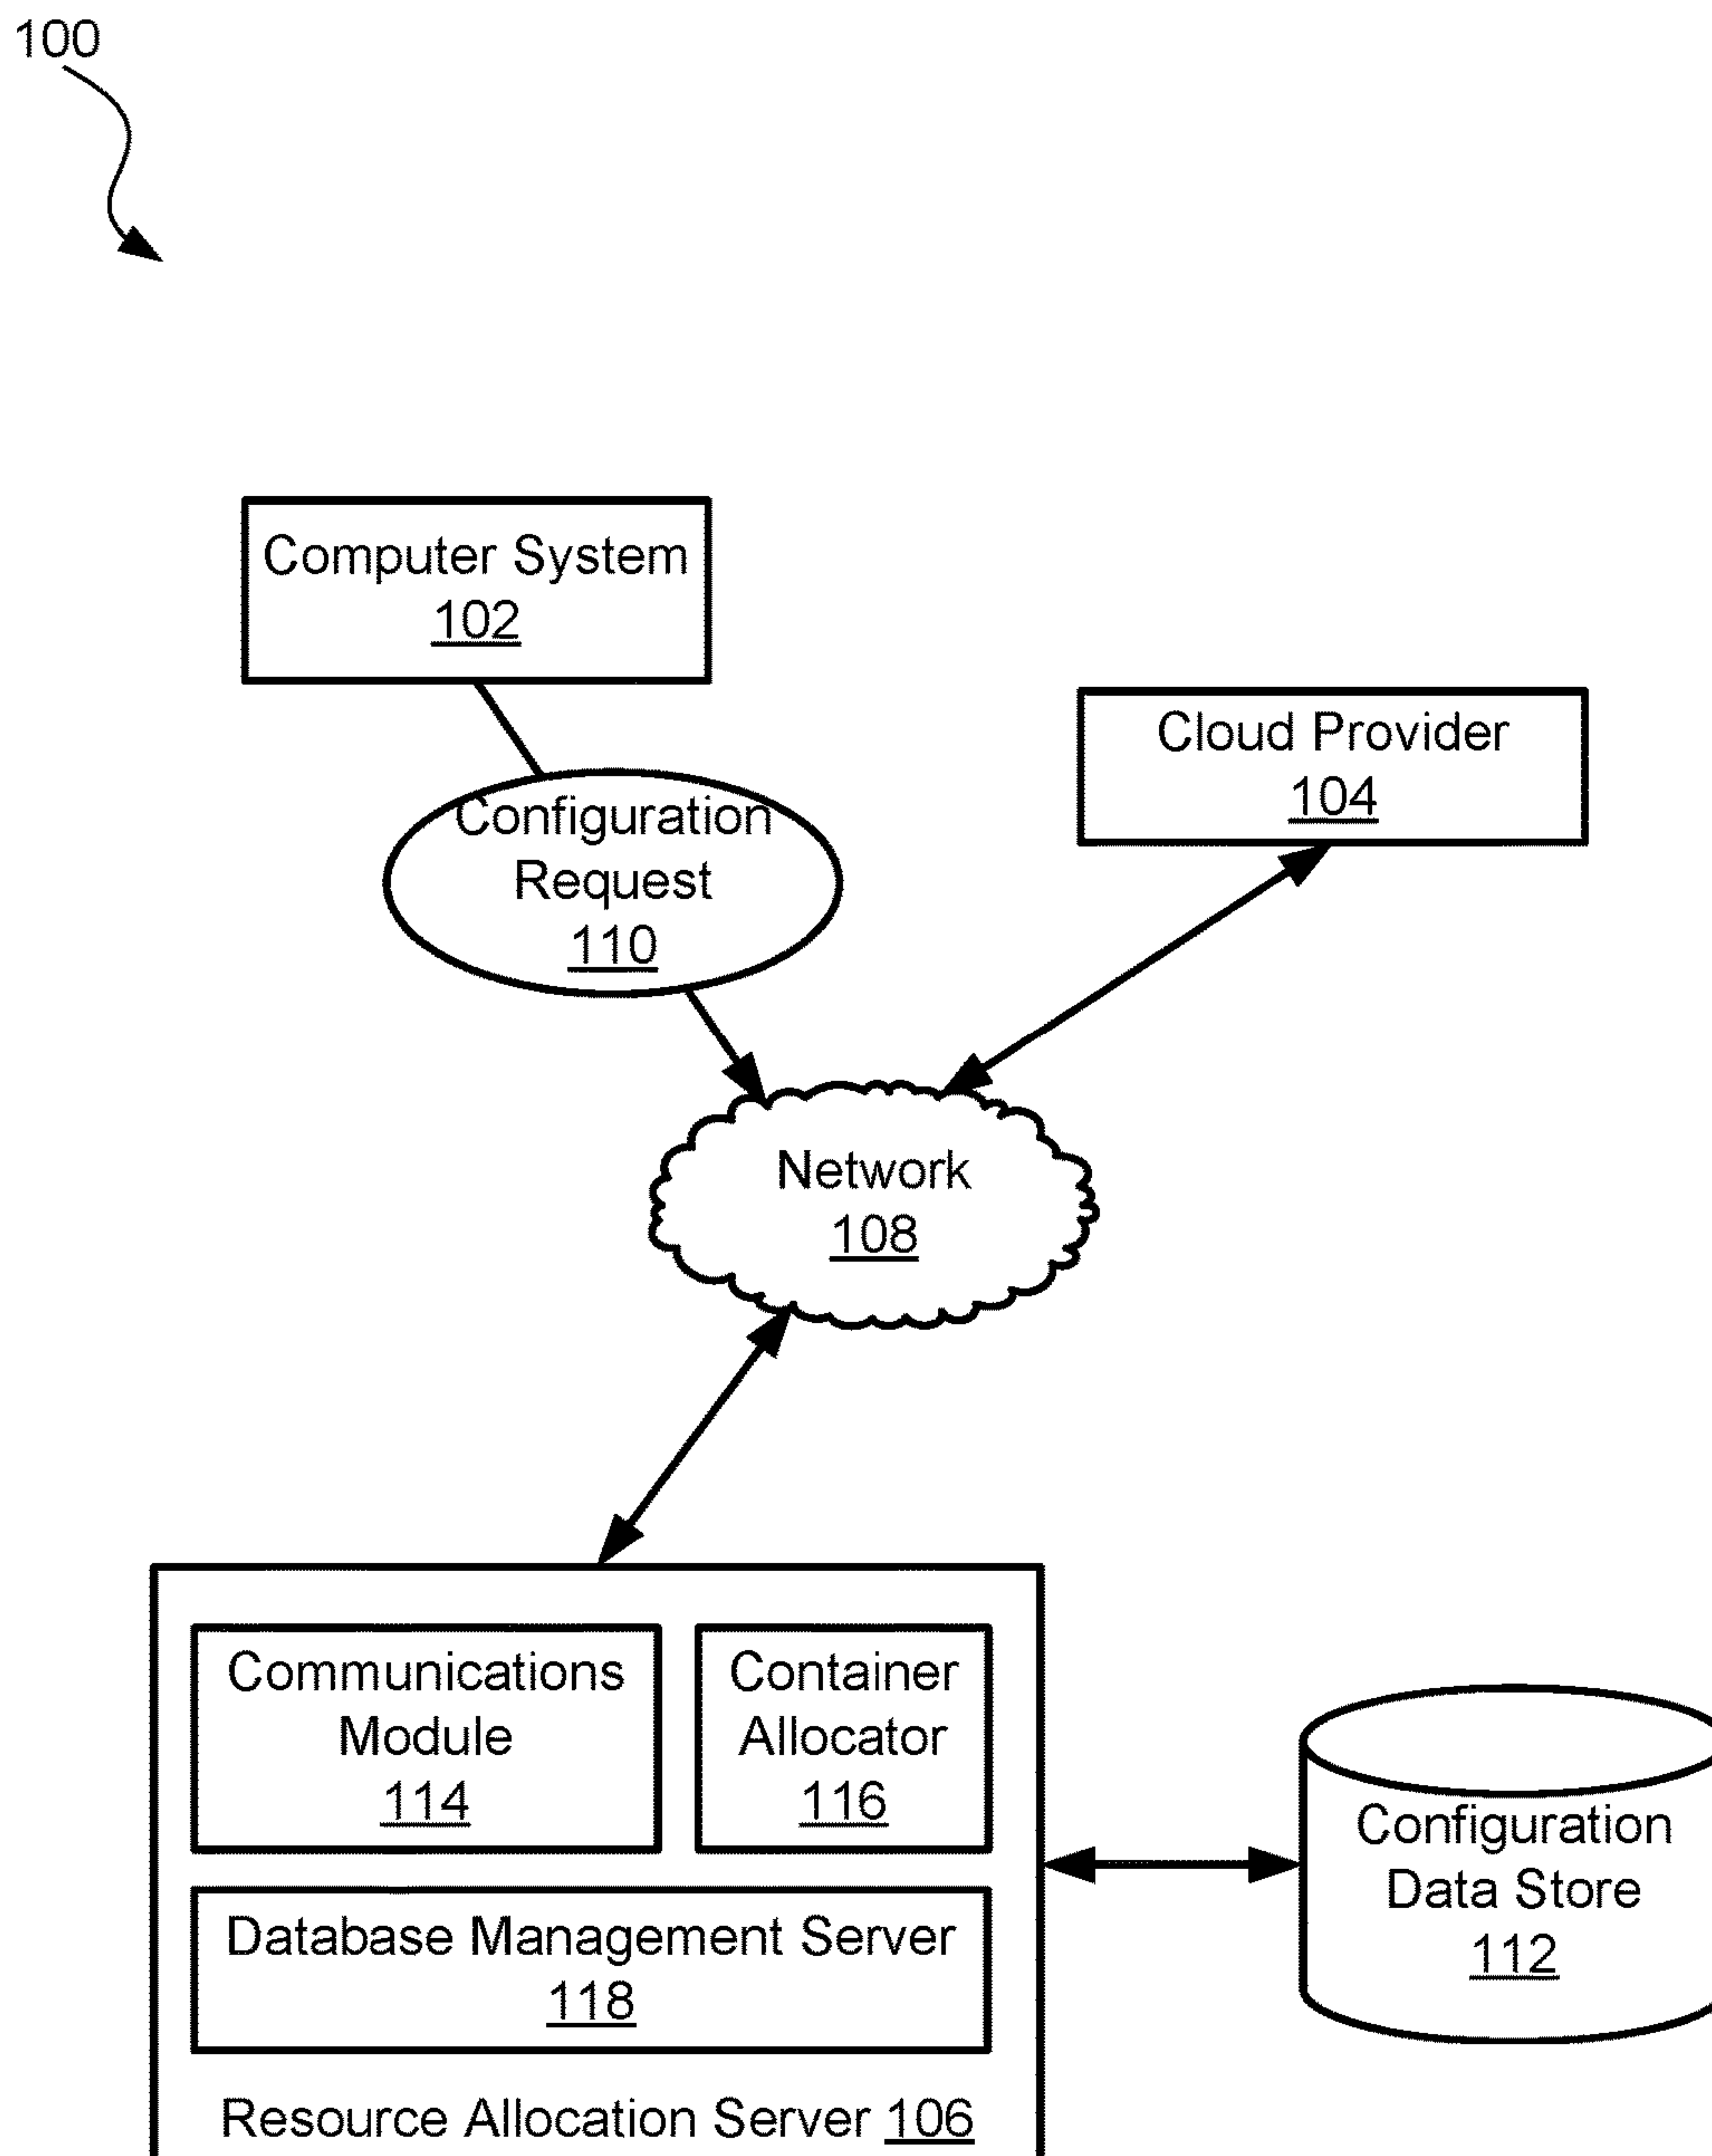 100
Computer System
102
Cloud Provider
104
Configuration
Request
110
Network
108
Communications
Module
114
Container
Allocator
116
Database Management Server
118
Resource Allocation Server 106
Configuration
Data Store
112